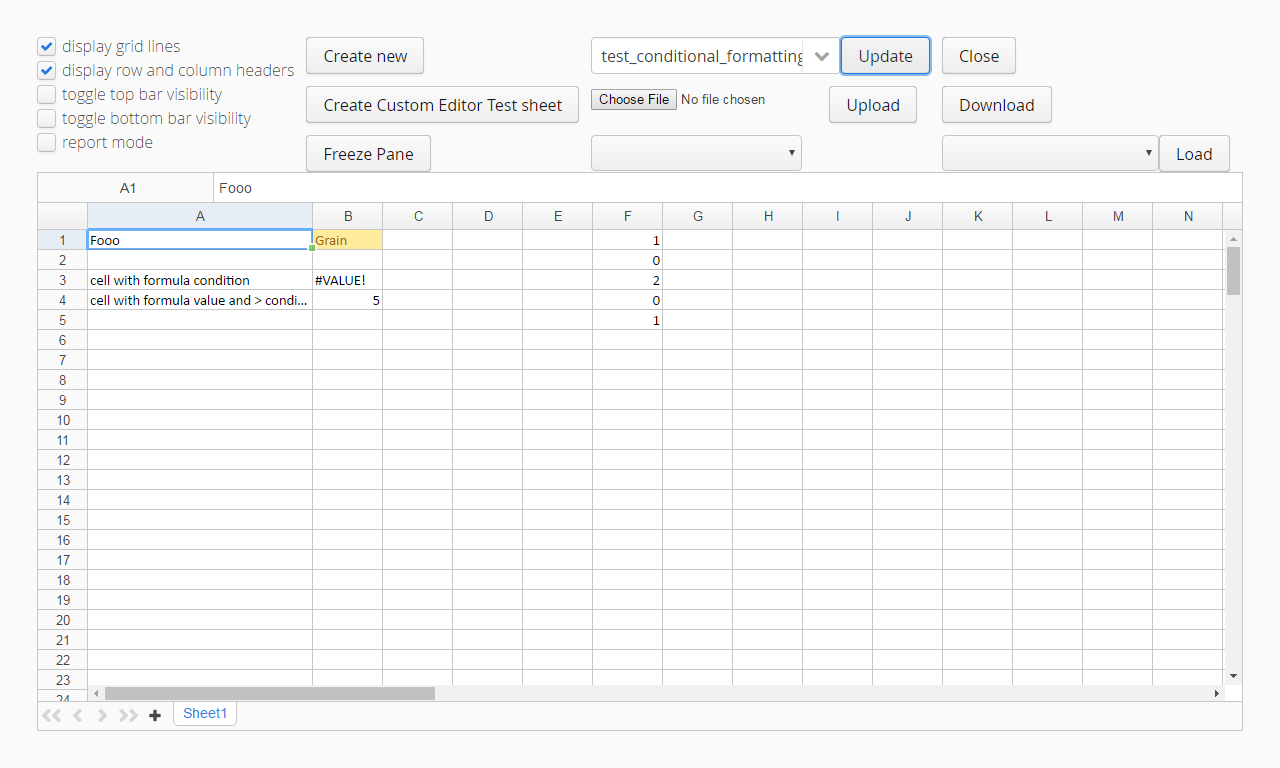 display grid lines
display row and column headers
toggle top bar visibility
toggle bottom bar visibility
report mode
Create new
test_conditional_formatting
Update
Close
Create Custom Editor Test sheet
Choose File No file chosen
Upload
Download
Freeze Pane
Load
A1 Fooo
A B C D E F G H I J K L M N
1 Fooo Grain 1
2 0
3 cell with formula condition #VALUE! 2
4 cell with formula value and > condi... 5 0
5 1
6
7
8
9
10
11
12
13
14
15
16
17
18
19
20
21
22
23
24
Sheet1